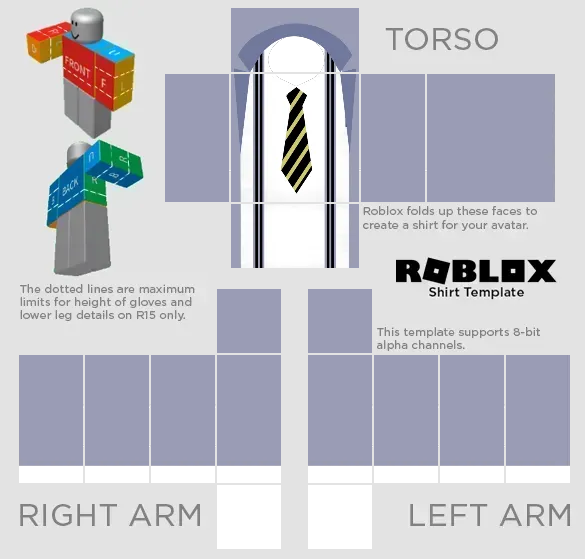 TORSO
FRONT
F
L
U
R
B
BACK
Roblox folds up these faces to
create a shirt for your avatar.
ROBLOX
Shirt Template
The dotted lines are maximum
limits for height of gloves and
lower leg details on R15 only.
This template supports 8-bit
alpha channels.
RIGHT ARM
LEFT ARM